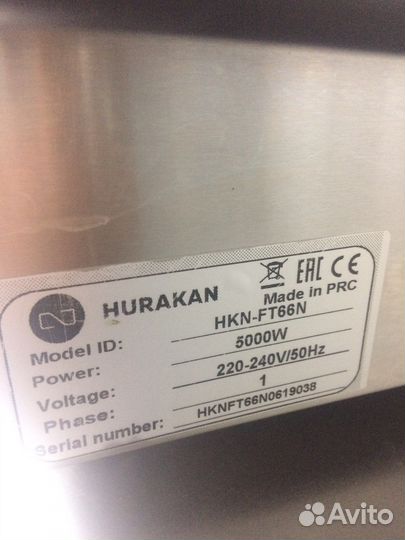 HURAKAN
EAC CE
Made in PRC
Model ID: HKN-FT66N
Power: 5000W
Voltage: 220-240V/50Hz
Phase: 1
Serial number: HKNFT66N0619038
Avito